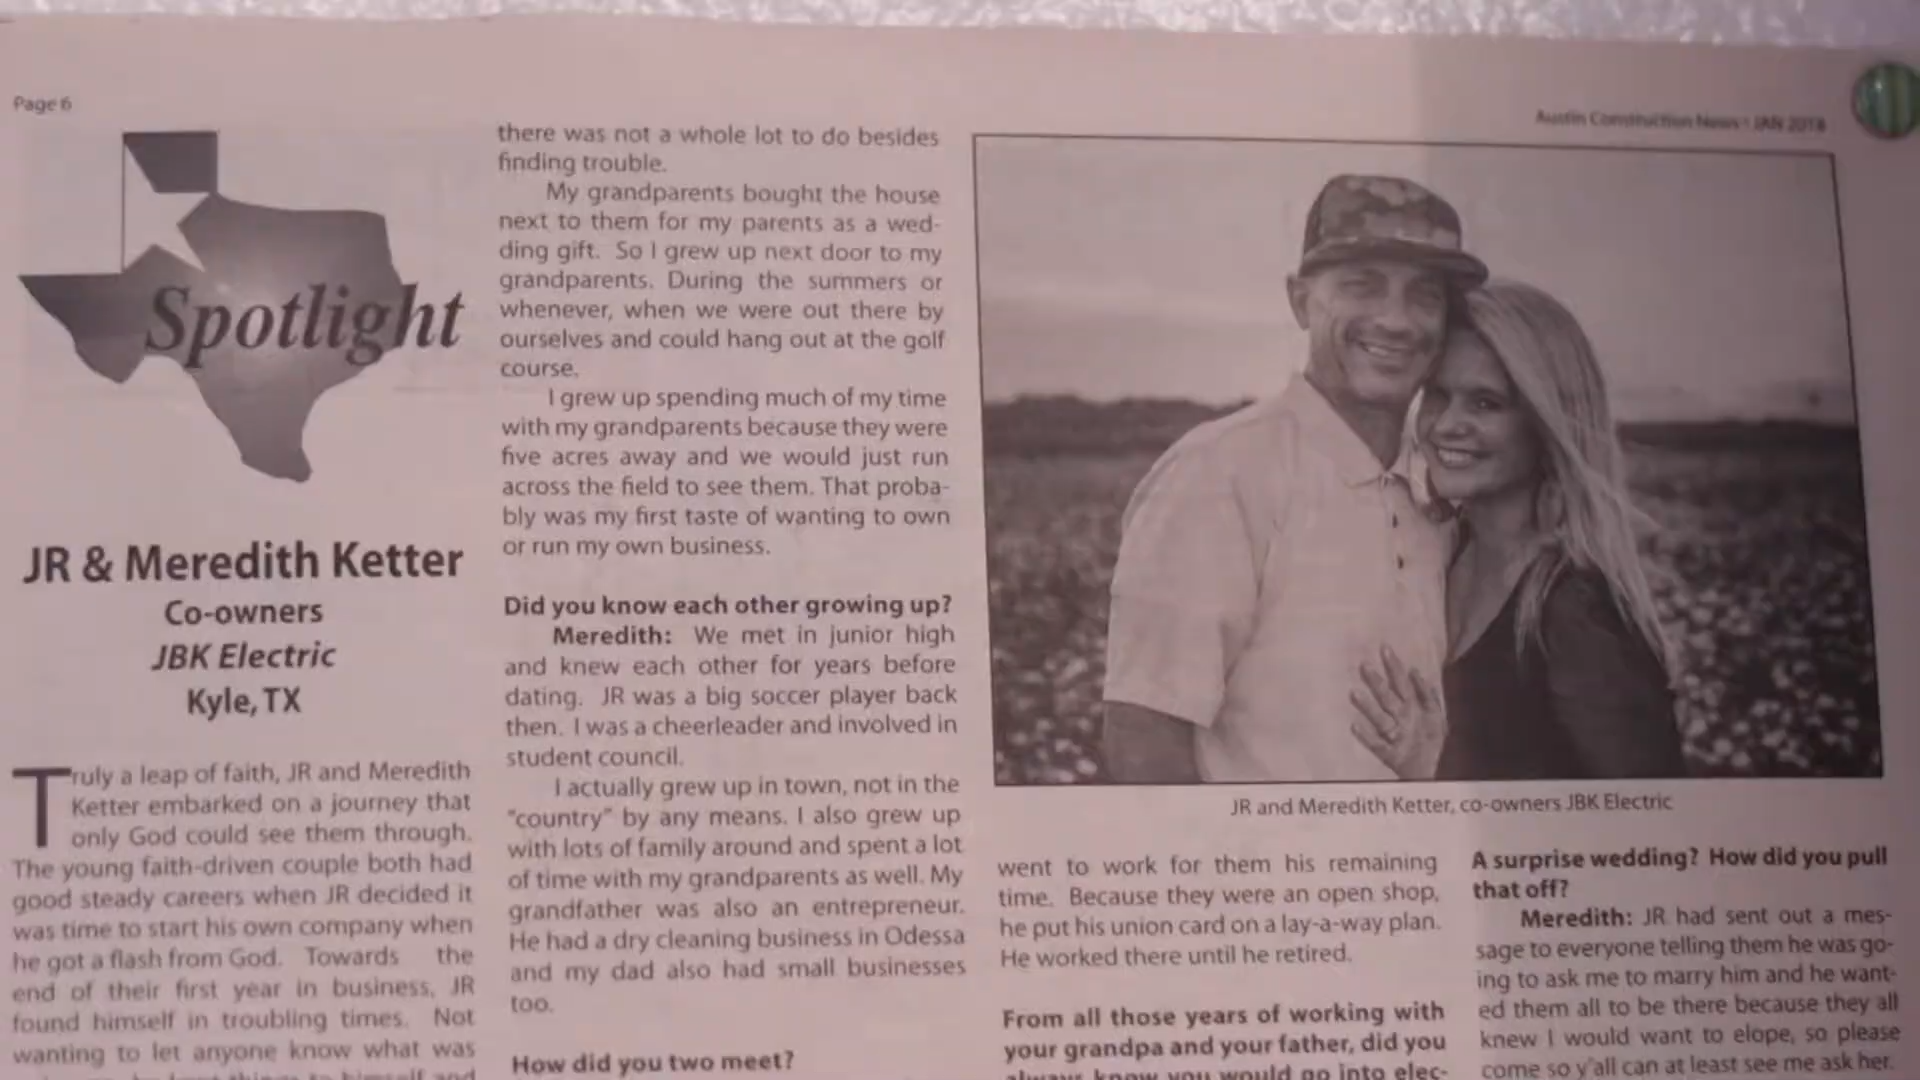 Page 6
Austin Construction News • JAN 2018
Spotlight
JR & Meredith Ketter
Co-owners
JBK Electric
Kyle, TX
Truly a leap of faith, JR and Meredith
Ketter embarked on a journey that
only God could see them through.
The young faith-driven couple both had
good steady careers when JR decided it
was time to start his own company when
he got a flash from God. Towards the
end of their first year in business, JR
found himself in troubling times. Not
wanting to let anyone know what was
there was not a whole lot to do besides
finding trouble.
My grandparents bought the house
next to them for my parents as a wed-
ding gift. So I grew up next door to my
grandparents. During the summers or
whenever, when we were out there by
ourselves and could hang out at the golf
course.
I grew up spending much of my time
with my grandparents because they were
five acres away and we would just run
across the field to see them. That proba-
bly was my first taste of wanting to own
or run my own business.
Did you know each other growing up?
Meredith: We met in junior high
and knew each other for years before
dating. JR was a big soccer player back
then. I was a cheerleader and involved in
student council.
I actually grew up in town, not in the
"country" by any means. I also grew up
with lots of family around and spent a lot
of time with my grandparents as well. My
grandfather was also an entrepreneur.
He had a dry cleaning business in Odessa
and my dad also had small businesses
too.
How did you two meet?
JR and Meredith Ketter, co-owners JBK Electric
went to work for them his remaining
time. Because they were an open shop,
he put his union card on a lay-a-way plan.
He worked there until he retired.
From all those years of working with
your grandpa and your father, did you
always know you would go into elec-
A surprise wedding? How did you pull
that off?
Meredith: JR had sent out a mes-
sage to everyone telling them he was go-
ing to ask me to marry him and he want-
ed them all to be there because they all
knew I would want to elope, so please
come so y'all can at least see me ask her.